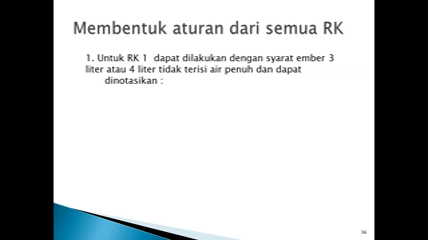 Membentuk aturan dari semua RK
1. Untuk RK 1 dapat dilakukan dengan syarat ember 3
liter atau 4 liter tidak terisi air penuh dan dapat
dinotasikan :
36